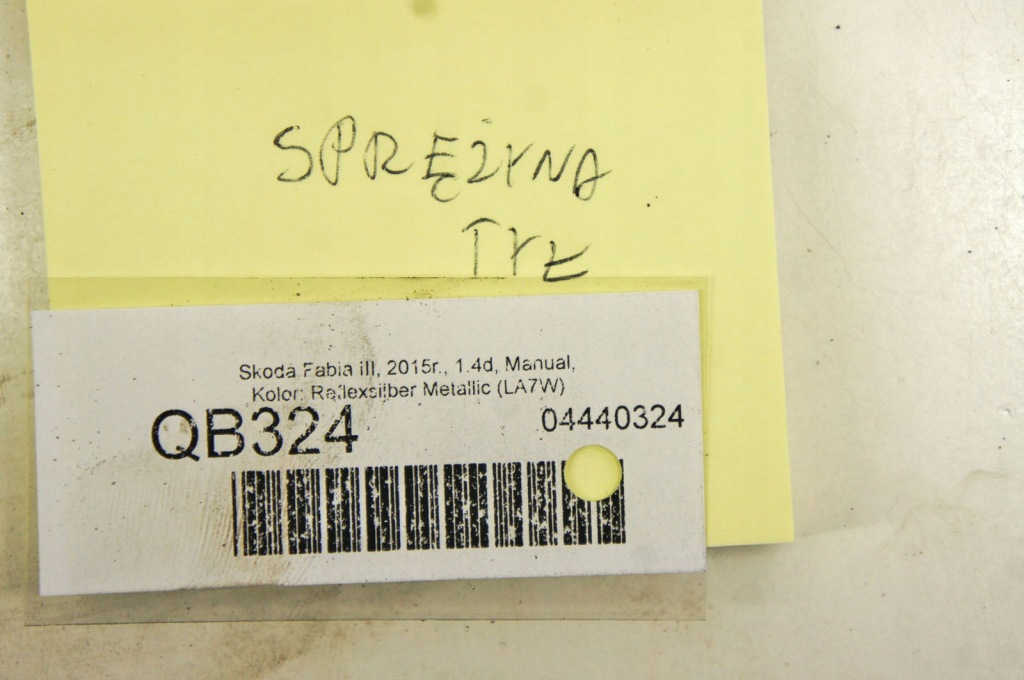 SPRĘŻYNA
TYŁ
Skoda Fabia III, 2015r., 1.4d, Manual,
Kolor: Reflexsilber Metallic (LA7W)
QB324
04440324